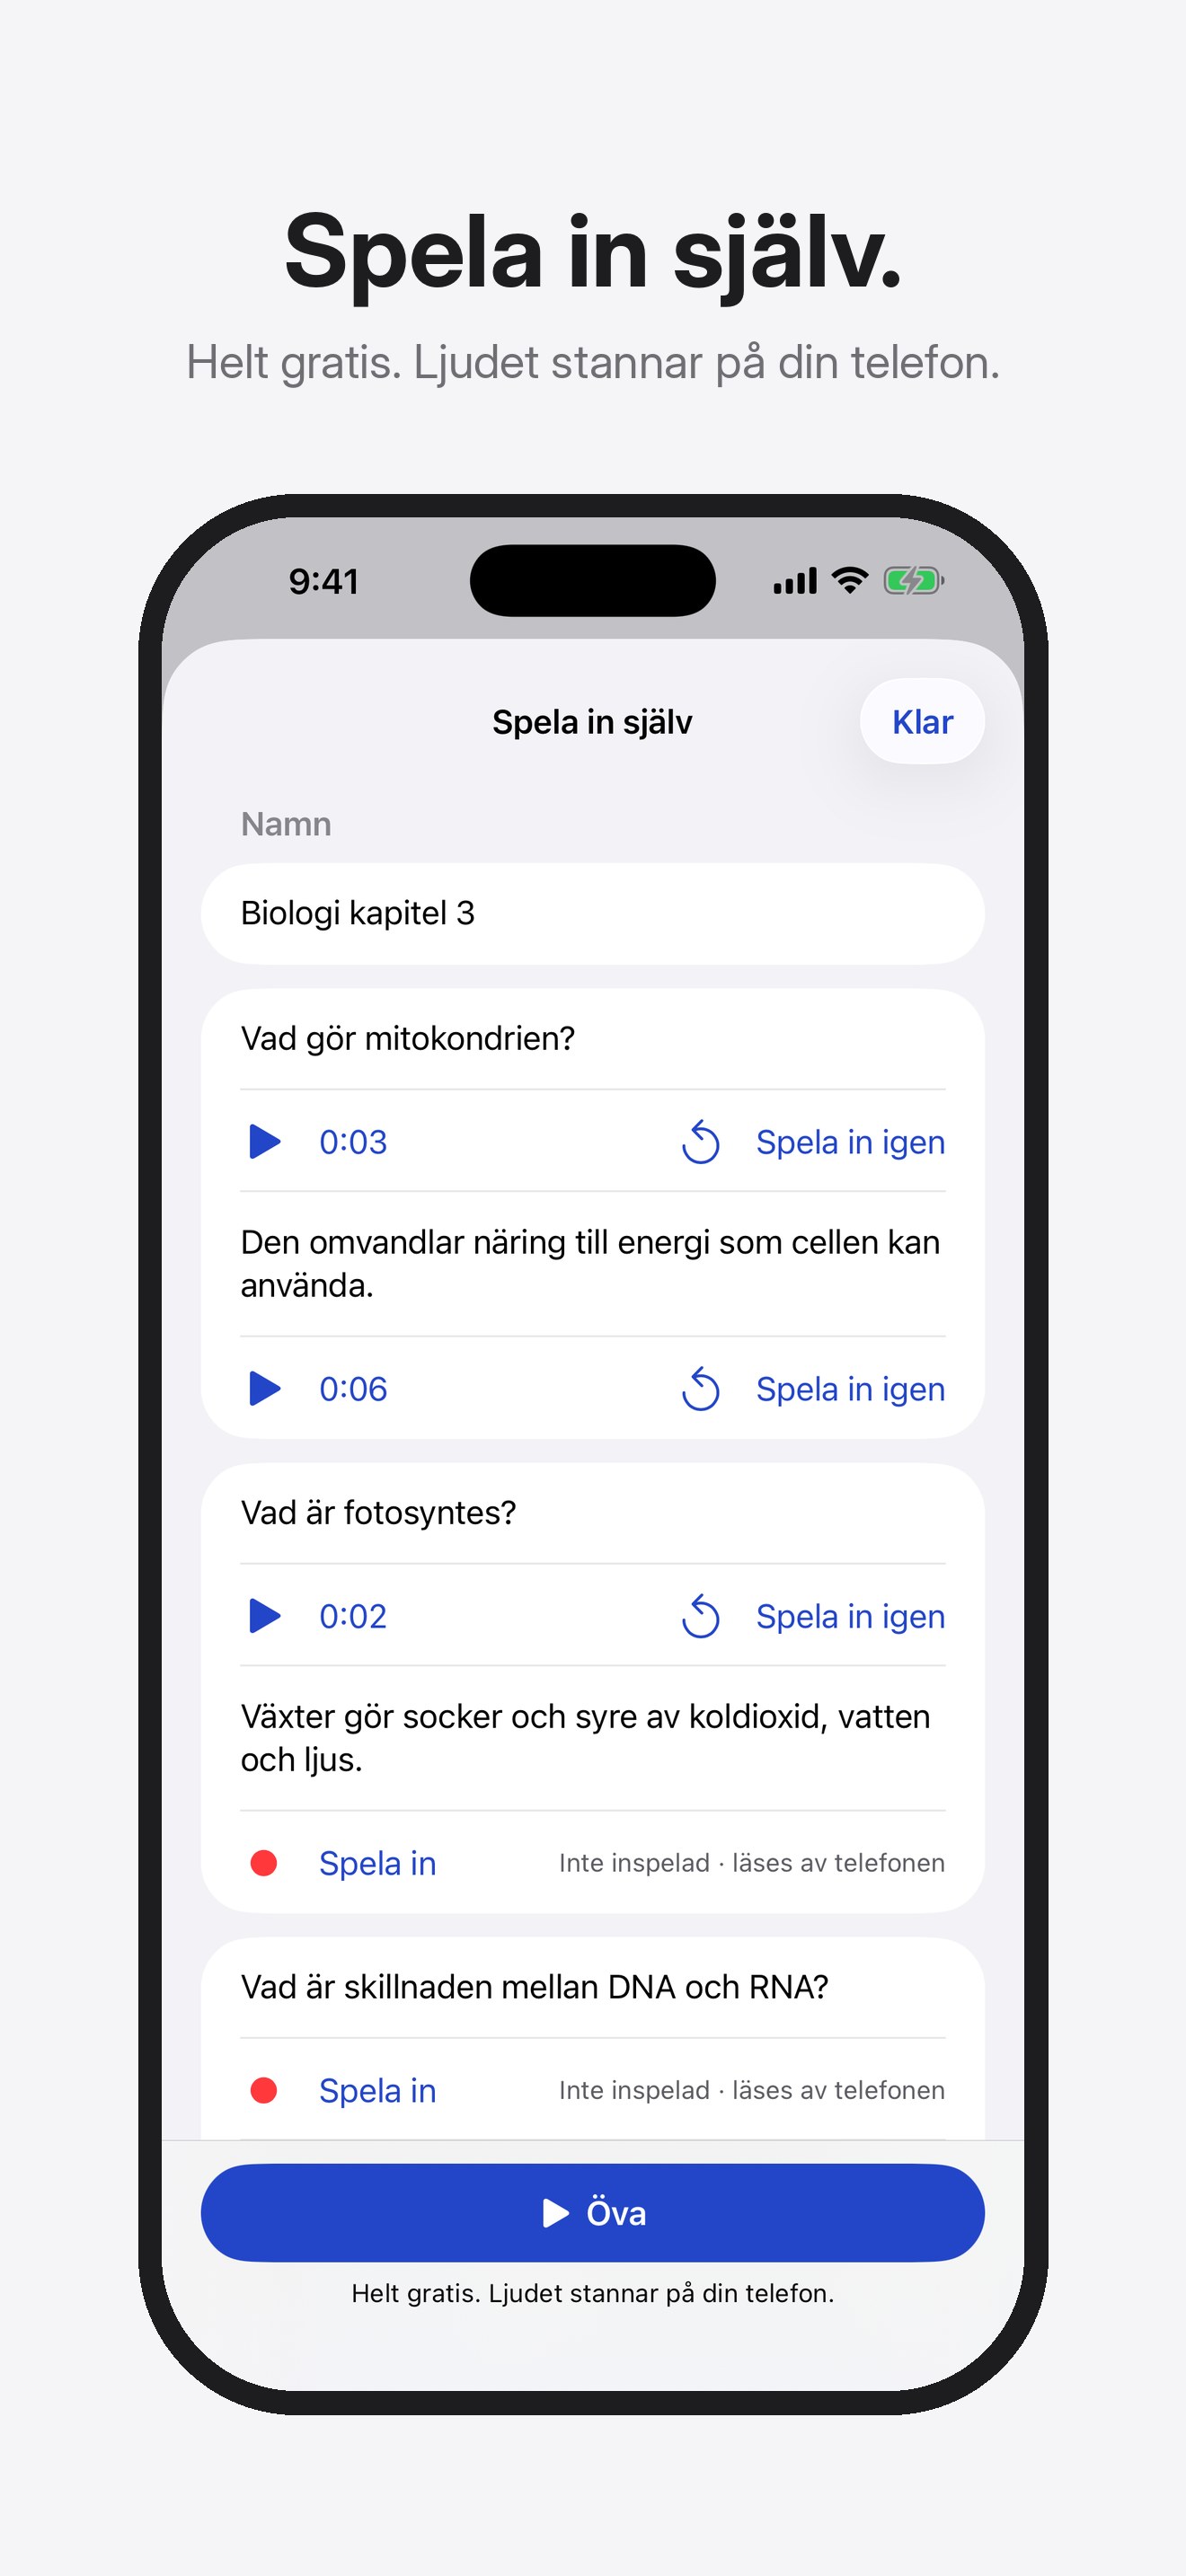 Spela in själv.
Helt gratis. Ljudet stannar på din telefon.
9:41
Spela in själv
Klar
Namn
Biologi kapitel 3
Vad gör mitokondrien?
0:03 Spela in igen
Den omvandlar näring till energi som cellen kan
använda.
0:06 Spela in igen
Vad är fotosyntes?
0:02 Spela in igen
Växter gör socker och syre av koldioxid, vatten
och ljus.
Spela in Inte inspelad · läses av telefonen
Vad är skillnaden mellan DNA och RNA?
Spela in Inte inspelad · läses av telefonen
Öva
Helt gratis. Ljudet stannar på din telefon.